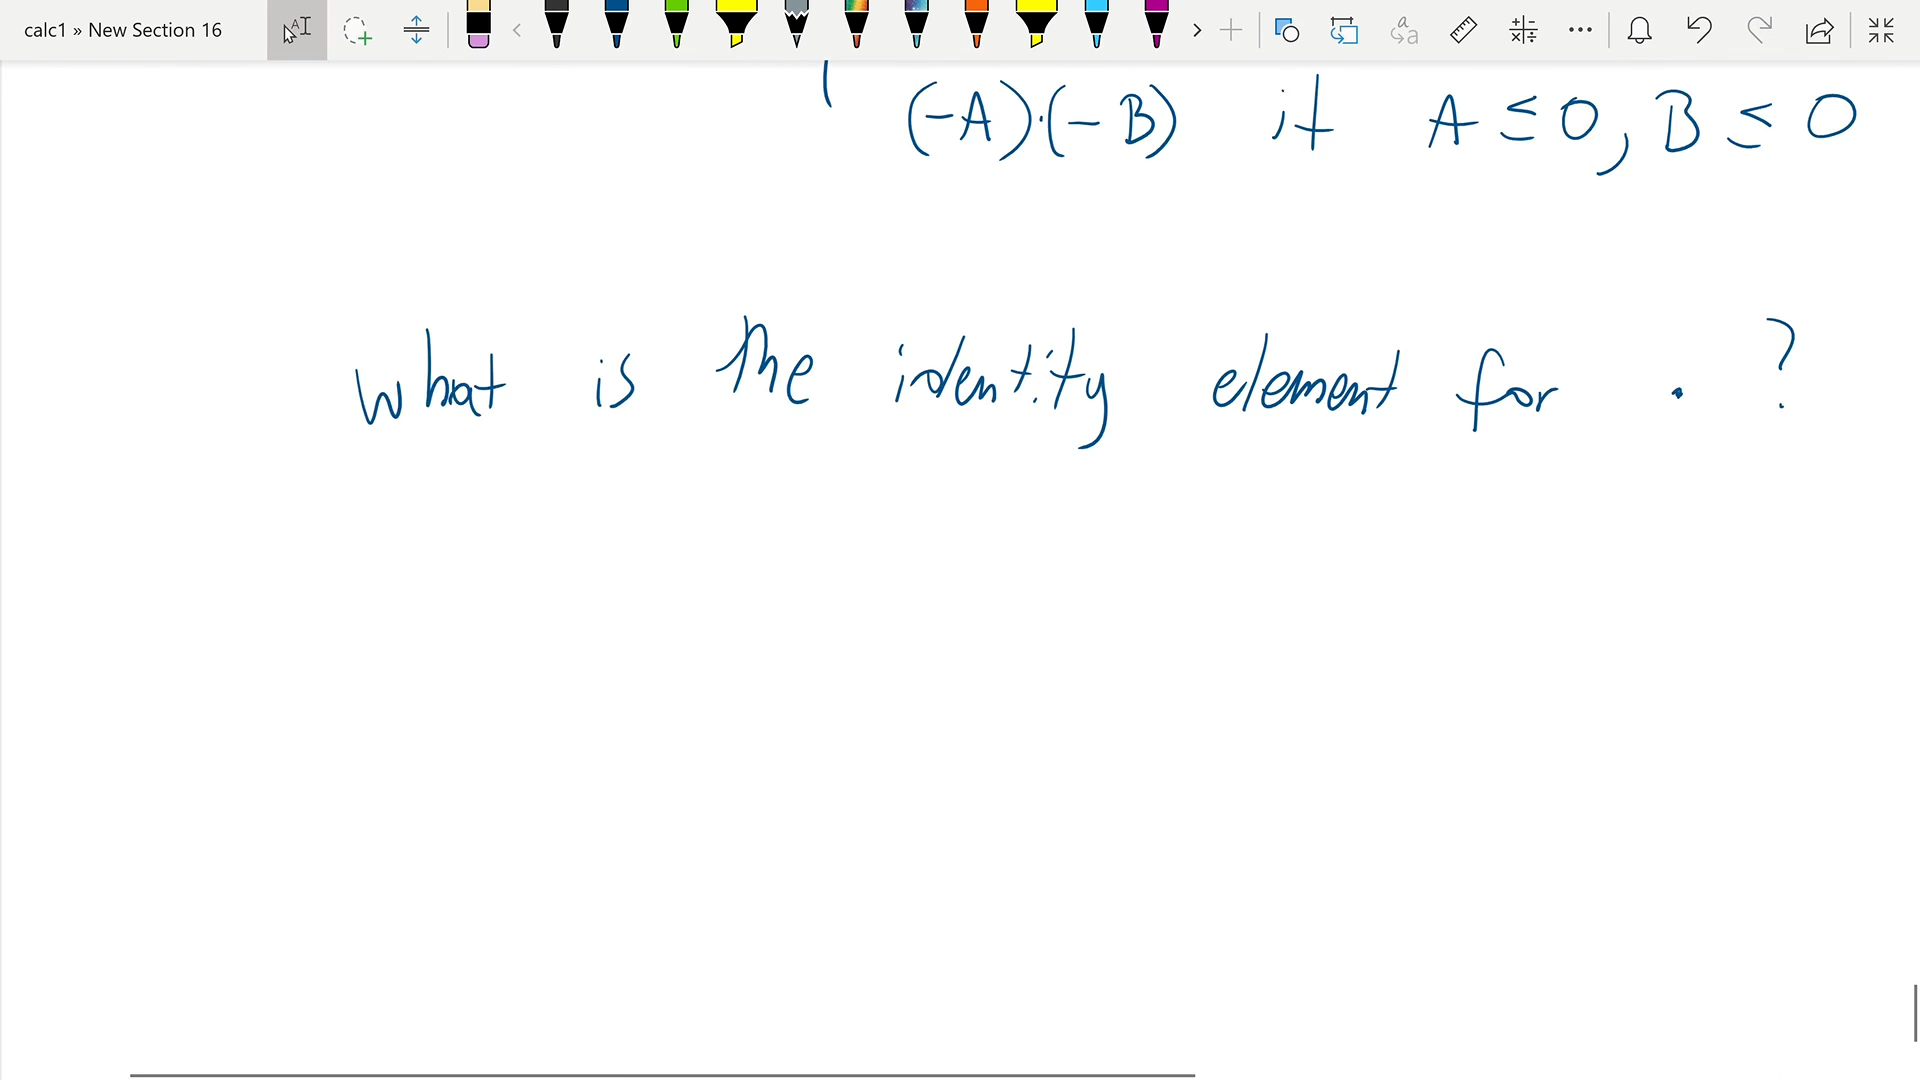 calc1 » New Section 16
(-A)·(-B) if A ≤ 0, B ≤ 0
What is the identity element for · ?